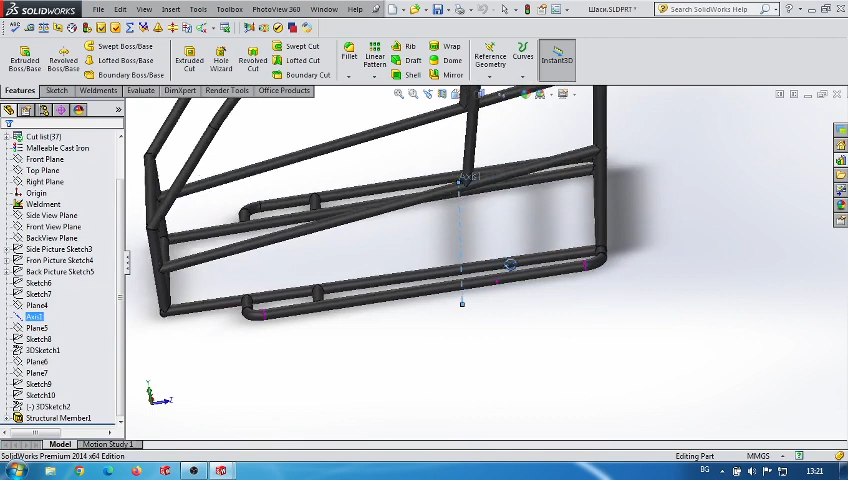 SOLIDWORKS
File Edit View Insert Tools Toolbox PhotoView 360 Window Help
Шаси.SLDPRT *
Search SolidWorks Help
Extruded Boss/Base
Revolved Boss/Base
Swept Boss/Base
Lofted Boss/Base
Boundary Boss/Base
Extruded Cut
Hole Wizard
Revolved Cut
Swept Cut
Lofted Cut
Boundary Cut
Fillet
Linear Pattern
Rib
Draft
Shell
Wrap
Dome
Mirror
Reference Geometry
Curves
Instant3D
Features Sketch Weldments Evaluate DimXpert Render Tools Office Products
Cut list(37)
Malleable Cast Iron
Front Plane
Top Plane
Right Plane
Origin
Weldment
Side View Plane
Front View Plane
BackView Plane
Side Picture Sketch3
Fron Picture Sketch4
Back Picture Sketch5
Sketch6
Sketch7
Plane4
Axis1
Plane5
Sketch8
3DSketch1
Plane6
Plane7
Sketch9
Sketch10
(-) 3DSketch2
Structural Member1
Axis1
Y
Z
Model Motion Study 1
SolidWorks Premium 2014 x64 Edition
Editing Part
MMGS
BG
13:21